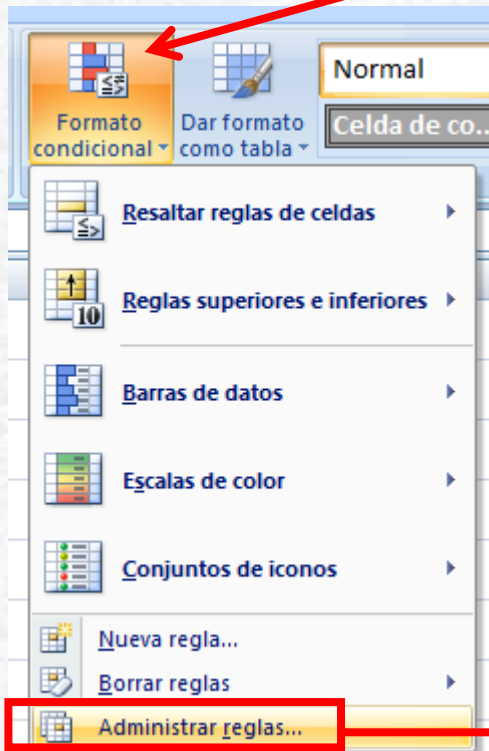 Normal
Formato condicional
Dar formato como tabla
Celda de co...
≤≠
Resaltar reglas de celdas
≤>
Reglas superiores e inferiores
10
Barras de datos
Escalas de color
Conjuntos de iconos
Nueva regla...
Borrar reglas
Administrar reglas...